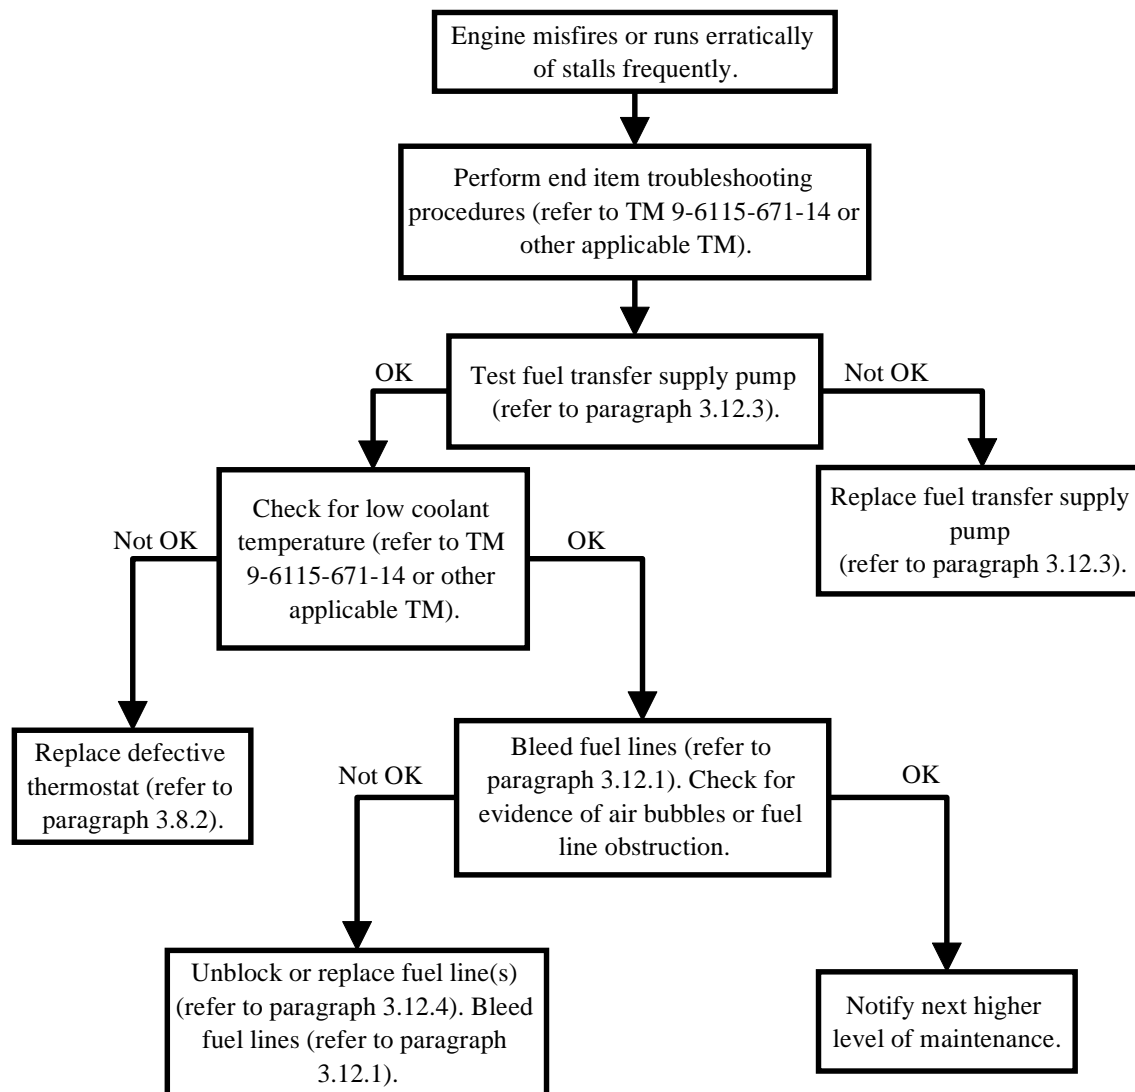 Engine misfires or runs erratically
of stalls frequently.
Perform end item troubleshooting
procedures (refer to TM 9-6115-671-14 or
other applicable TM).
OK
Test fuel transfer supply pump
(refer to paragraph 3.12.3).
Not OK
Check for low coolant
temperature (refer to TM
9-6115-671-14 or other
applicable TM).
Replace fuel transfer supply
pump
(refer to paragraph 3.12.3).
Not OK
OK
Replace defective
thermostat (refer to
paragraph 3.8.2).
Bleed fuel lines (refer to
paragraph 3.12.1). Check for
evidence of air bubbles or fuel
line obstruction.
Not OK
OK
Unblock or replace fuel line(s)
(refer to paragraph 3.12.4). Bleed
fuel lines (refer to paragraph
3.12.1).
Notify next higher
level of maintenance.